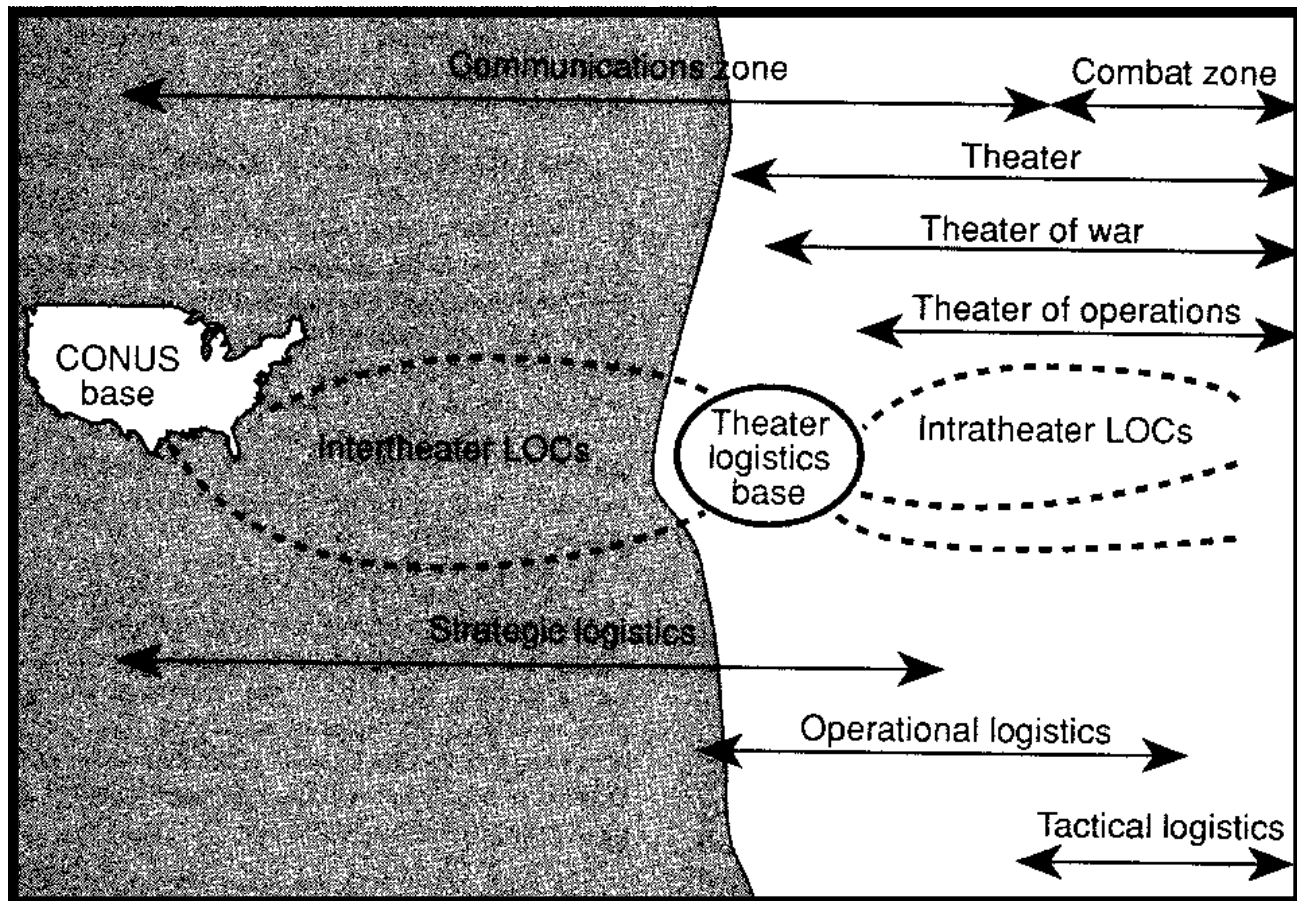 Communications zone
Combat zone
Theater
Theater of war
Theater of operations
CONUS
base
Intertheater LOCs
Theater
logistics
base
Intratheater LOCs
Strategic logistics
Operational logistics
Tactical logistics